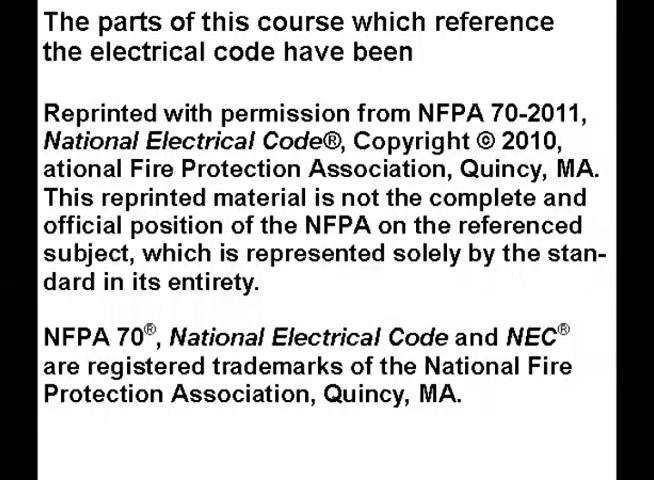 The parts of this course which reference
the electrical code have been
Reprinted with permission from NFPA 70-2011,
National Electrical Code®, Copyright © 2010,
ational Fire Protection Association, Quincy, MA.
This reprinted material is not the complete and
official position of the NFPA on the referenced
subject, which is represented solely by the stan-
dard in its entirety.
NFPA 70®, National Electrical Code and NEC®
are registered trademarks of the National Fire
Protection Association, Quincy, MA.